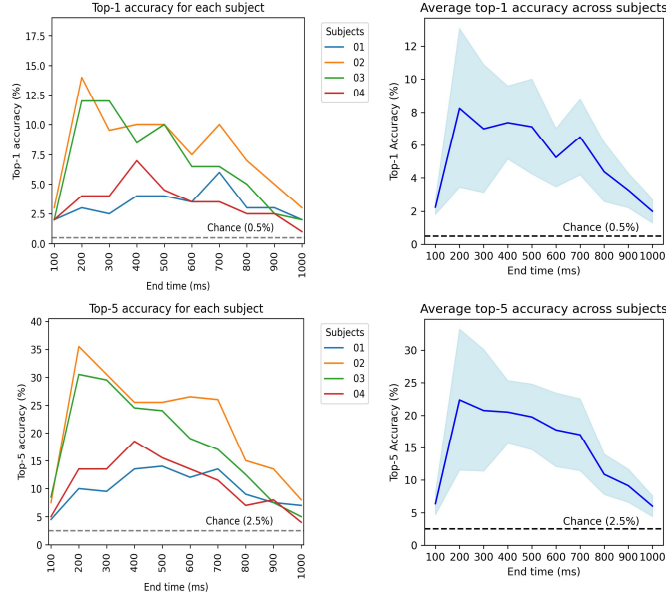 Top-1 accuracy for each subject
Top-1 accuracy (%)
17.5
15.0
12.5
10.0
7.5
5.0
2.5
0.0
Chance (0.5%)
100 200 300 400 500 600 700 800 900 1000
End time (ms)
Subjects
01
02
03
04
Average top-1 accuracy across subjects
Top-1 Accuracy (%)
12
10
8
6
4
2
0
Chance (0.5%)
100 200 300 400 500 600 700 800 900 1000
End time (ms)
Top-5 accuracy for each subject
Top-5 accuracy (%)
40
35
30
25
20
15
10
5
0
Chance (2.5%)
100 200 300 400 500 600 700 800 900 1000
End time (ms)
Subjects
01
02
03
04
Average top-5 accuracy across subjects
Top-5 Accuracy (%)
30
25
20
15
10
5
0
Chance (2.5%)
100 200 300 400 500 600 700 800 900 1000
End time (ms)